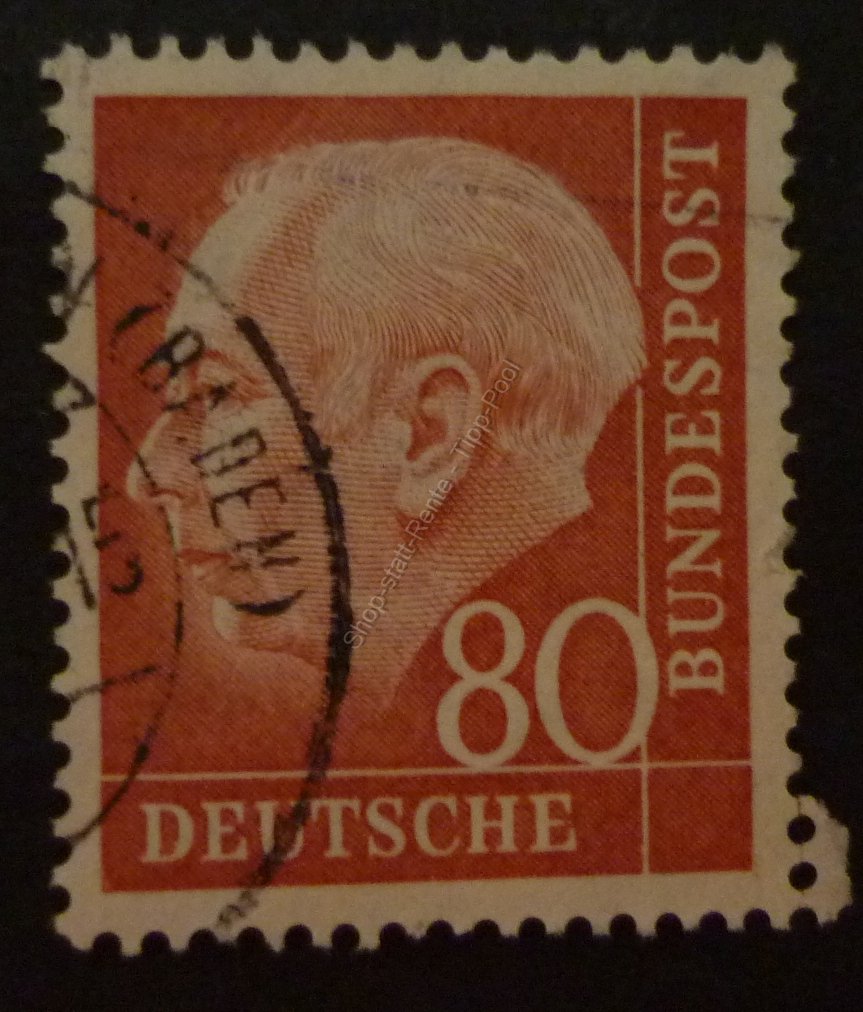 BUNDESPOST
80
DEUTSCHE
(BADEN)
Shop-statt-Rente - Tipp-Pool